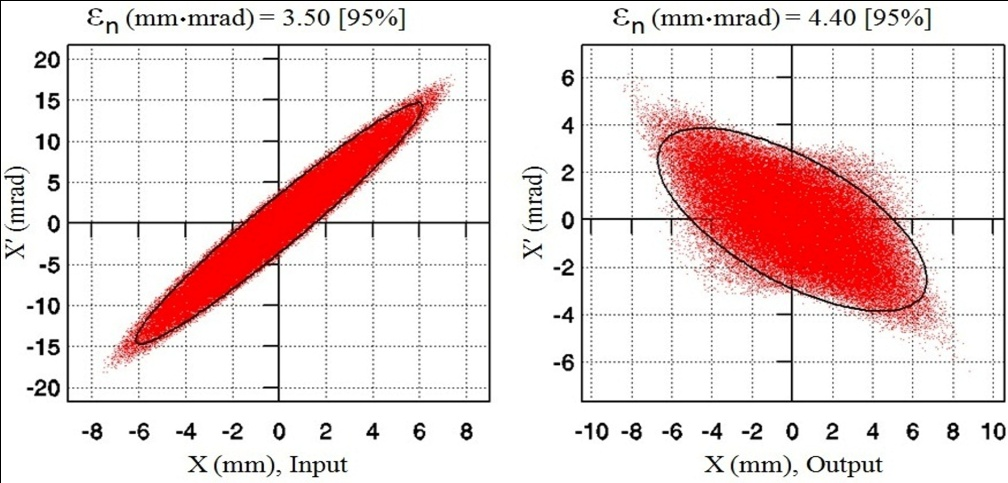 εn (mm·mrad) = 3.50 [95%]
εn (mm·mrad) = 4.40 [95%]
X' (mrad)
20
15
10
5
0
-5
-10
-15
-20
-8 -6 -4 -2 0 2 4 6 8
X (mm), Input
X' (mrad)
6
4
2
0
-2
-4
-6
-10 -8 -6 -4 -2 0 2 4 6 8 10
X (mm), Output